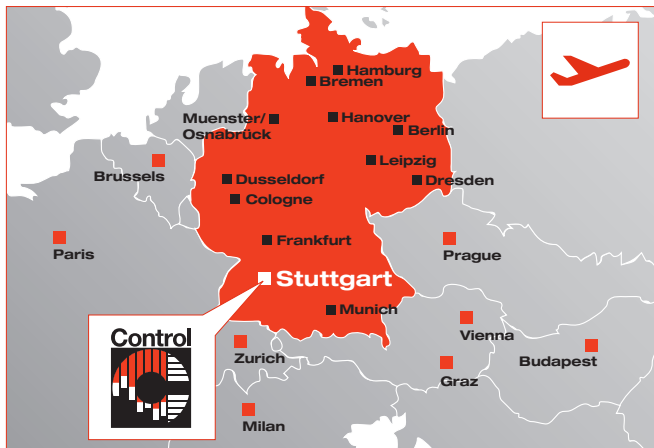 Hamburg
Bremen
Muenster/
Osnabrück
Hanover
Berlin
Brussels
Leipzig
Dusseldorf
Dresden
Cologne
Paris
Frankfurt
Prague
Stuttgart
Munich
Control
Vienna
Zurich
Budapest
Graz
Milan